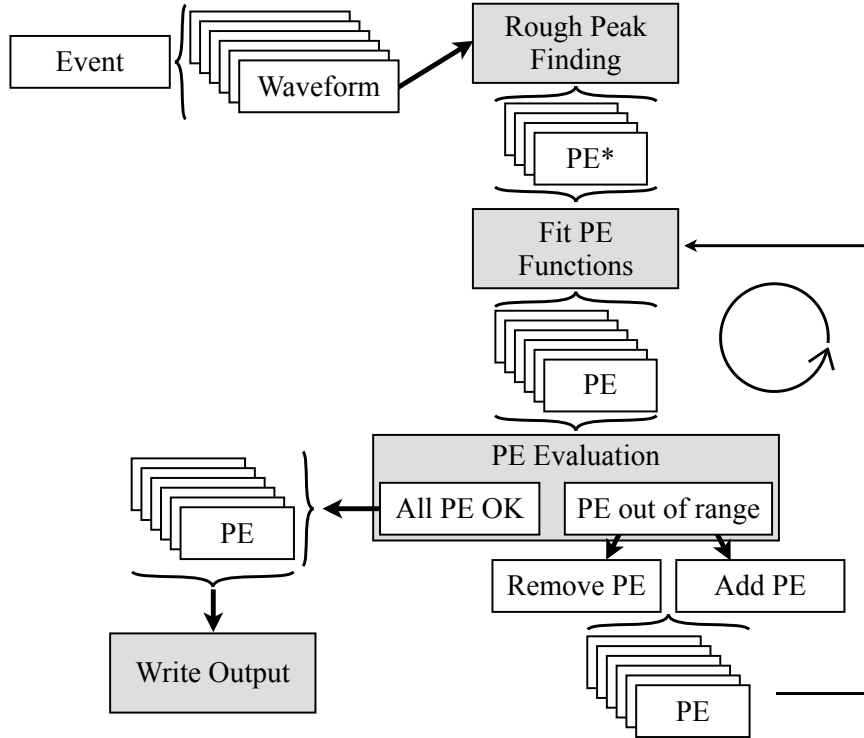 Event
Waveform
Rough Peak
Finding
PE*
Fit PE
Functions
PE
PE Evaluation
All PE OK
PE out of range
PE
Remove PE
Add PE
Write Output
PE